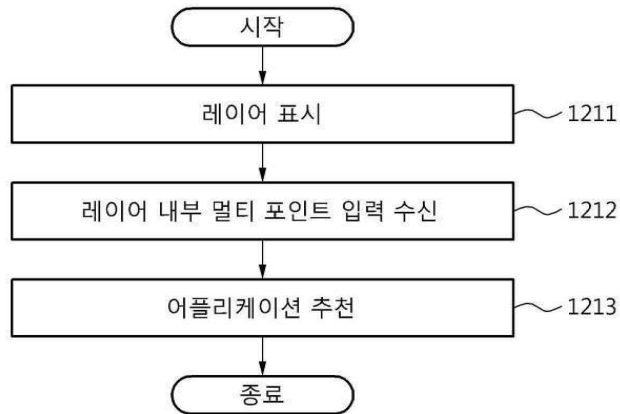 시작
레이어 표시
1211
레이어 내부 멀티 포인트 입력 수신
1212
어플리케이션 추천
1213
종료